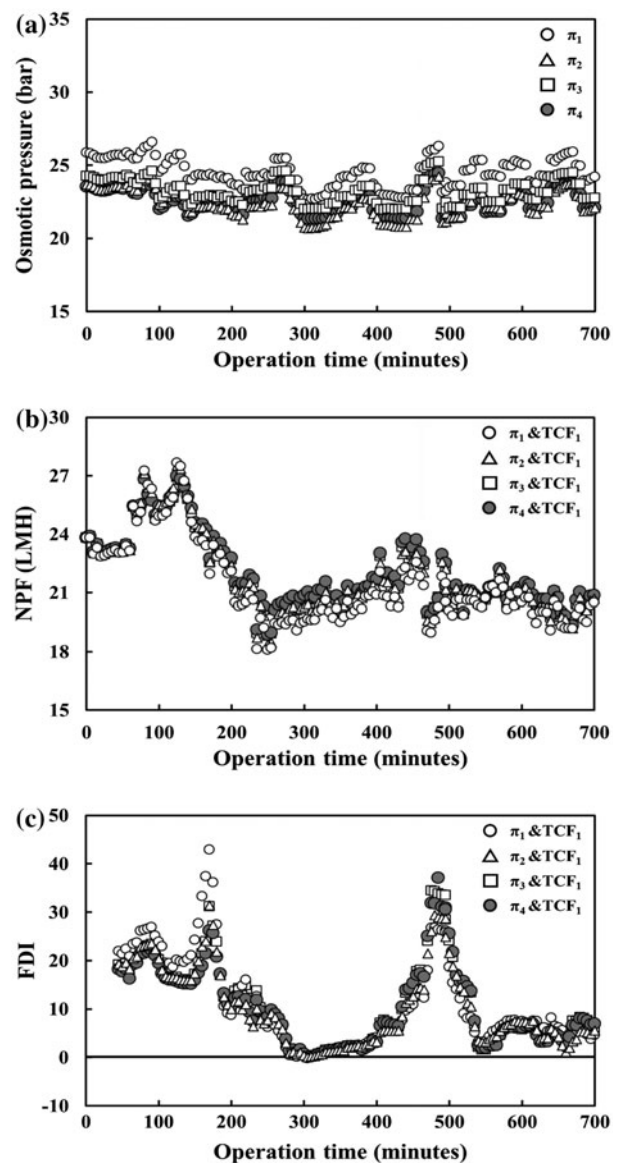 (a)
35
30
25
20
15
Osmotic pressure (bar)
π1
π2
π3
π4
0 100 200 300 400 500 600 700
Operation time (minutes)
(b)
30
27
24
21
18
15
NPF (LMH)
π1 &TCF1
π2 &TCF1
π3 &TCF1
π4 &TCF1
0 100 200 300 400 500 600 700
Operation time (minutes)
(c)
50
40
30
20
10
0
-10
FDI
π1 &TCF1
π2 &TCF1
π3 &TCF1
π4 &TCF1
0 100 200 300 400 500 600 700
Operation time (minutes)